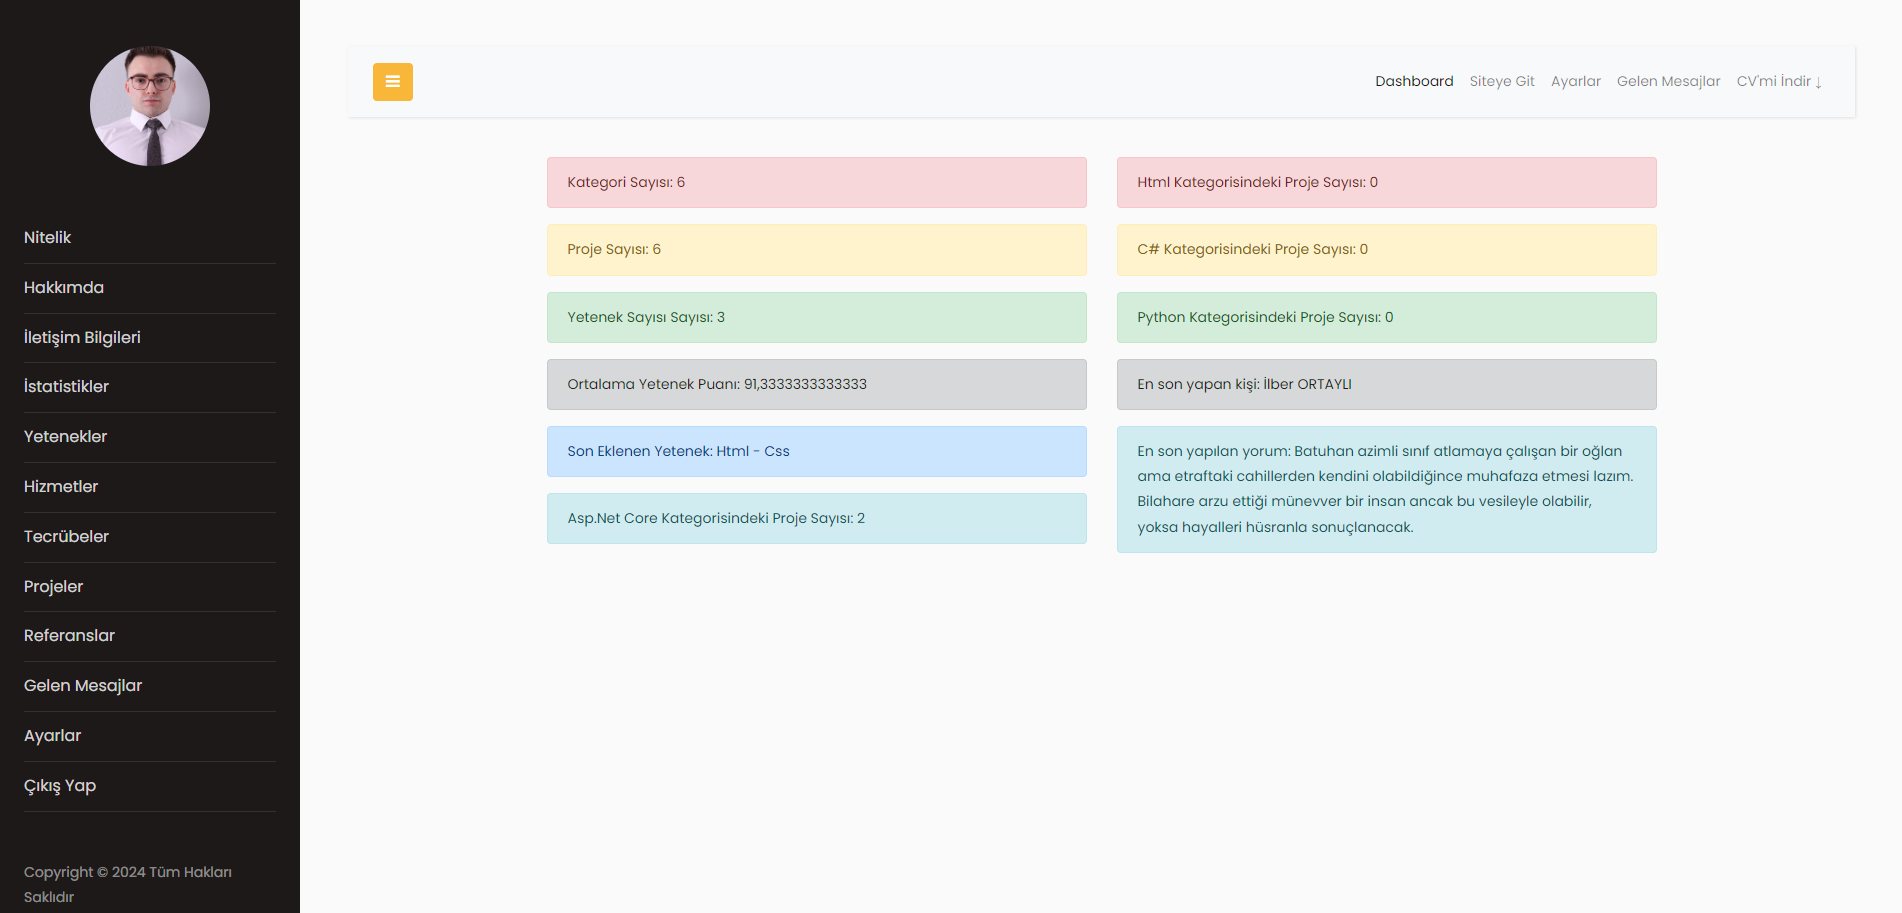 Nitelik
Hakkımda
İletişim Bilgileri
İstatistikler
Yetenekler
Hizmetler
Tecrübeler
Projeler
Referanslar
Gelen Mesajlar
Ayarlar
Çıkış Yap
Copyright © 2024 Tüm Hakları
Saklıdır
Dashboard Siteye Git Ayarlar Gelen Mesajlar CV'mi İndir ↓
Kategori Sayısı: 6
Proje Sayısı: 6
Yetenek Sayısı Sayısı: 3
Ortalama Yetenek Puanı: 91,3333333333333
Son Eklenen Yetenek: Html - Css
Asp.Net Core Kategorisindeki Proje Sayısı: 2
Html Kategorisindeki Proje Sayısı: 0
C# Kategorisindeki Proje Sayısı: 0
Python Kategorisindeki Proje Sayısı: 0
En son yapan kişi: İlber ORTAYLI
En son yapılan yorum: Batuhan azimli sınıf atlamaya çalışan bir oğlan
ama etraftaki cahillerden kendini olabildiğince muhafaza etmesi lazım.
Bilahare arzu ettiği münevver bir insan ancak bu vesileyle olabilir,
yoksa hayalleri hüsranla sonuçlanacak.